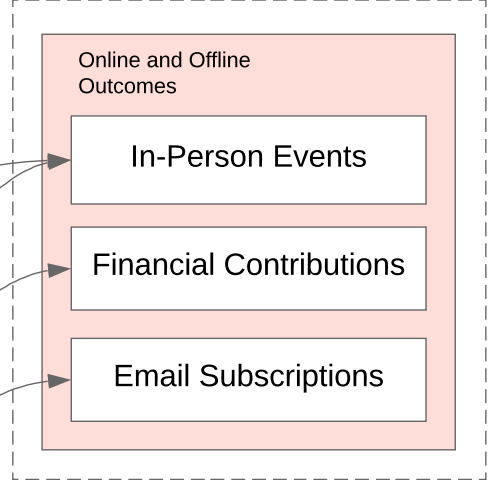 Online and Offline
Outcomes
In-Person Events
Financial Contributions
Email Subscriptions